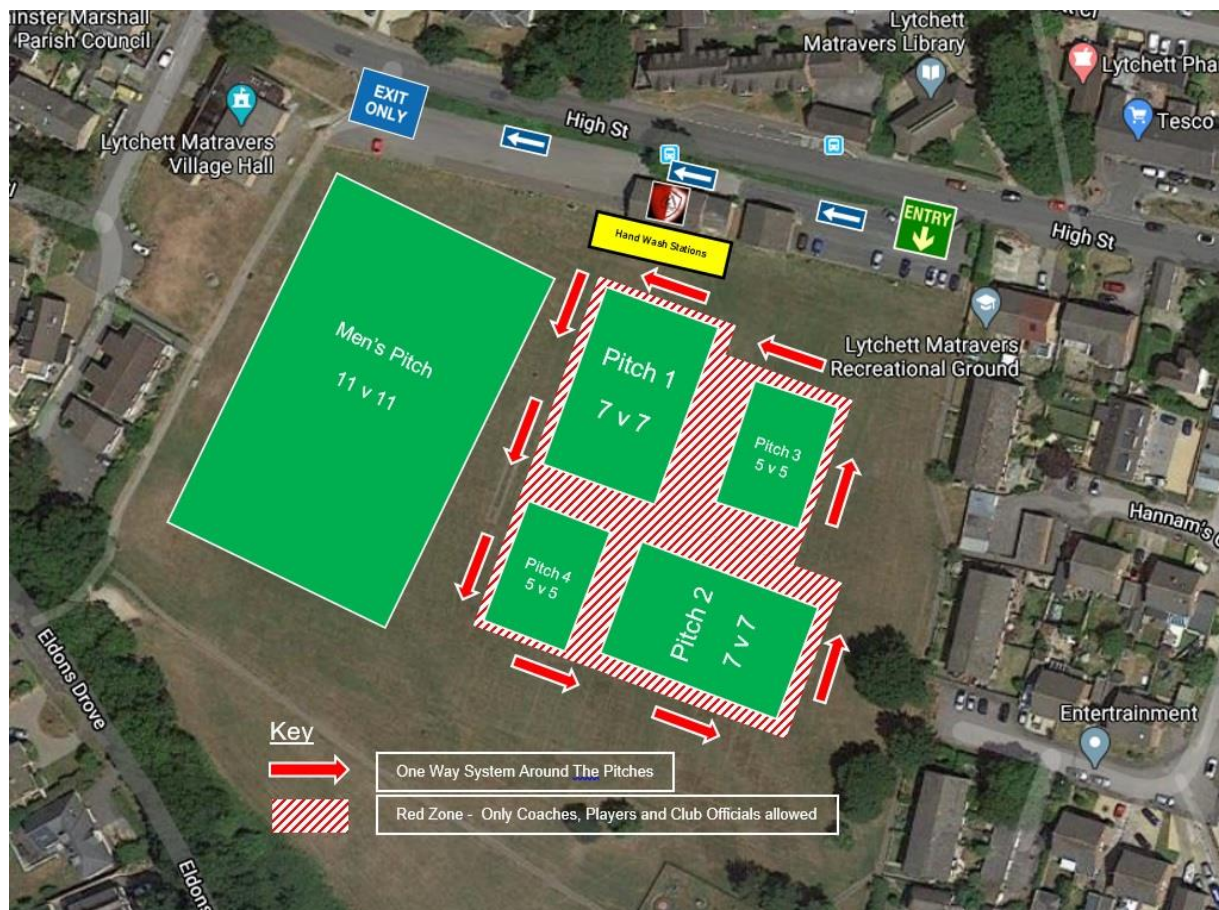 inster Marshall
Parish Council
Lytchett
Matravers Library
Lytchett Pha
Tesco
EXIT
ONLY
High St
Lytchett Matravers
Village Hall
ENTRY
High St
Hand Wash Stations
Men's Pitch
11 v 11
Pitch 1
7 v 7
Lytchett Matravers
Recreational Ground
Pitch 3
5 v 5
Hannam's
Pitch 4
5 v 5
Pitch 2
7 v 7
Eldons Drove
Entertrainment
Key
One Way System Around The Pitches
Red Zone - Only Coaches, Players and Club Officials allowed
Eldons